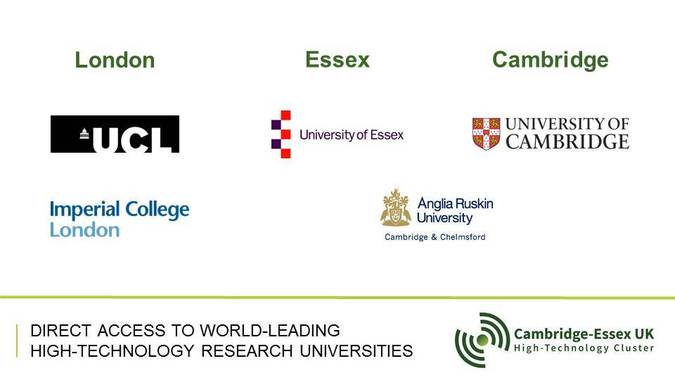 London
Essex
Cambridge
UCL
University of Essex
UNIVERSITY OF
CAMBRIDGE
Imperial College
London
Anglia Ruskin
University
Cambridge & Chelmsford
DIRECT ACCESS TO WORLD-LEADING
HIGH-TECHNOLOGY RESEARCH UNIVERSITIES
Cambridge-Essex UK
High-Technology Cluster